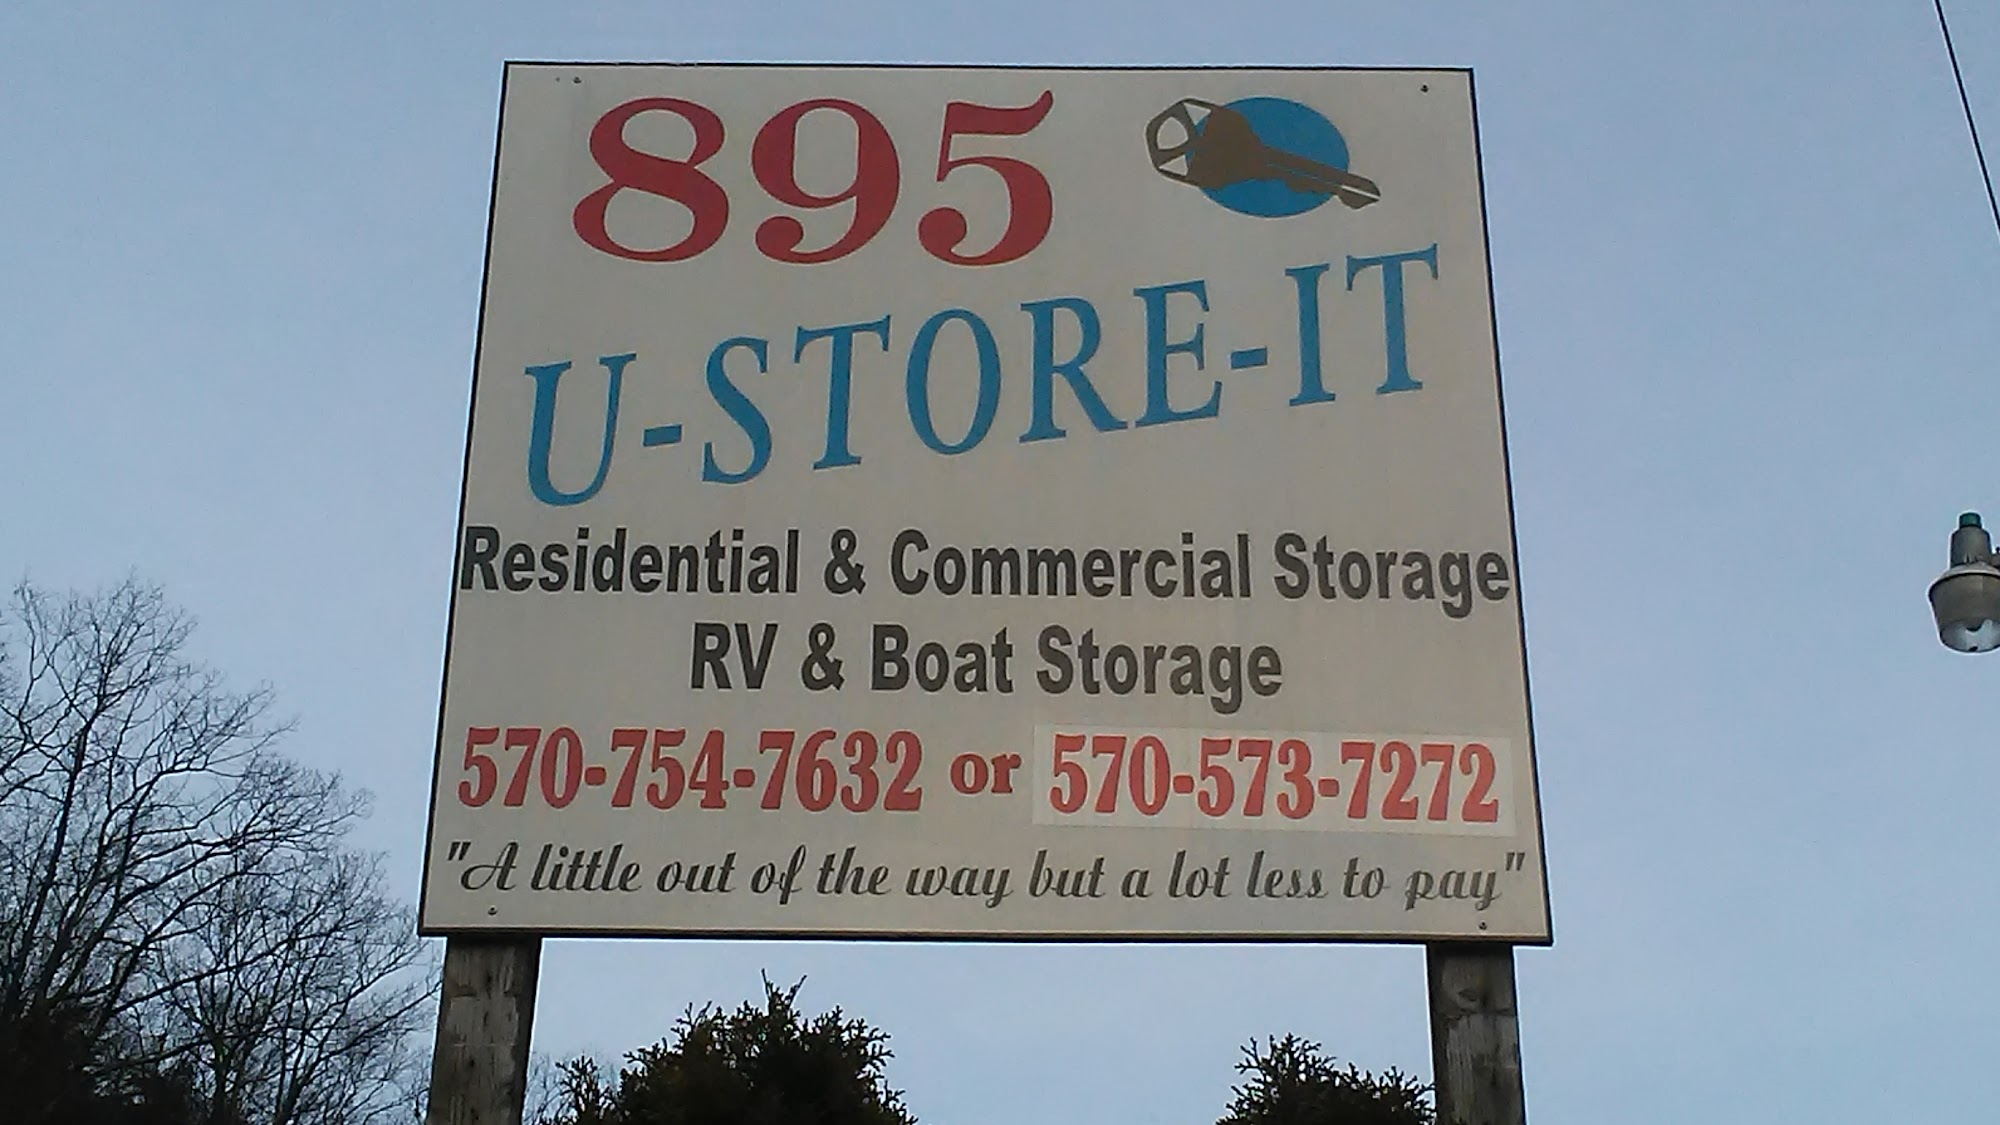 895
U-STORE-IT
Residential & Commercial Storage
RV & Boat Storage
570-754-7632 or 570-573-7272
"A little out of the way but a lot less to pay"